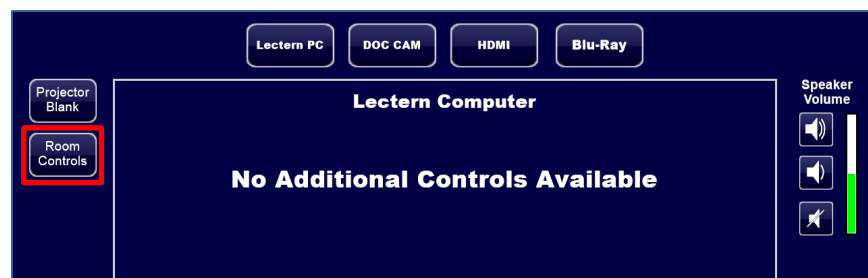 Lectern PC
DOC CAM
HDMI
Blu-Ray
Projector
Blank
Room
Controls
Lectern Computer
No Additional Controls Available
Speaker
Volume